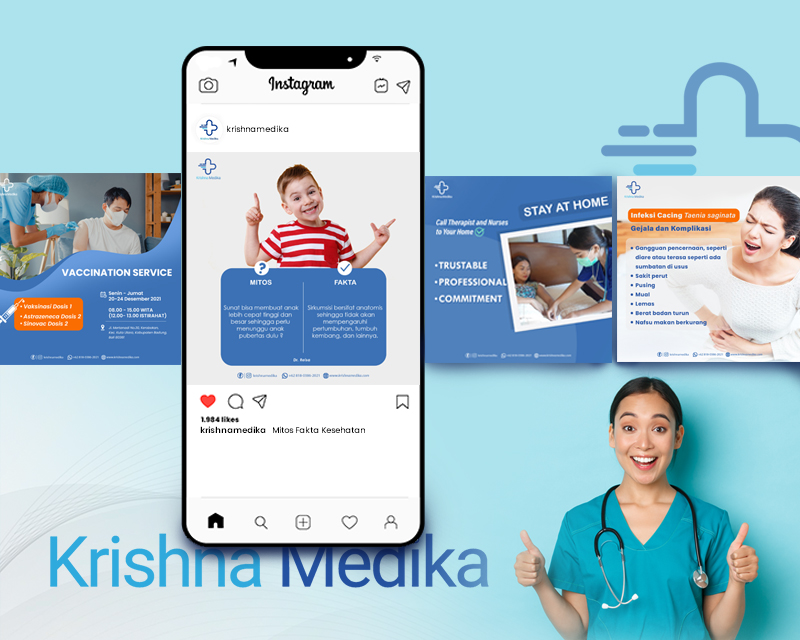 Instagram
krishnamedika
KrishnaMedika
?
MITOS
FAKTA
Sunat bisa membuat anak
lebih cepat tinggi dan
besar sehingga perlu
menunggu anak
pubertas dulu ?
Sirkumsisi bersifat anatomis
sehingga tidak akan
mempengaruhi
pertumbuhan, tumbuh
kembang, dan lainnya.
krishnamedika
1.984 likes
krishnamedika Mitos Fakta Kesehatan
VACCINATION SERVICE
• Vaksinasi Dosis 1
• Astrazeneca Dosis 2
• Sinovac Dosis 2
Senin - Jumat
20-24 Desember 2021
08.00 - 15.00 WITA
(12.00- 13.00 ISTIRAHAT)
KrishnaMedika
STAY AT HOME
Call Therapist and Nurses
to Your Home
•TRUSTABLE
•PROFESSIONAL
•COMMITMENT
KrishnaMedika
Infeksi Cacing Taenia saginata
Gejala dan Komplikasi
• Gangguan pencernaan, seperti
diare atau terasa seperti ada
sumbatan di usus
• Sakit perut
• Pusing
• Mual
• Lemas
• Berat badan turun
• Nafsu makan berkurang
Krishna Medika